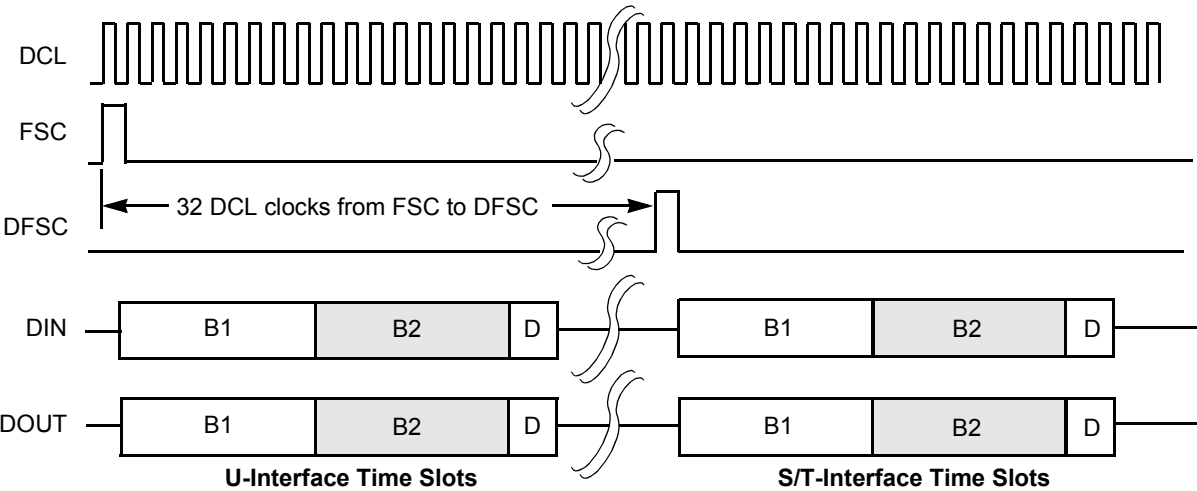 DCL
FSC
32 DCL clocks from FSC to DFSC
DFSC
DIN B1 B2 D B1 B2 D
DOUT B1 B2 D B1 B2 D
U-Interface Time Slots S/T-Interface Time Slots